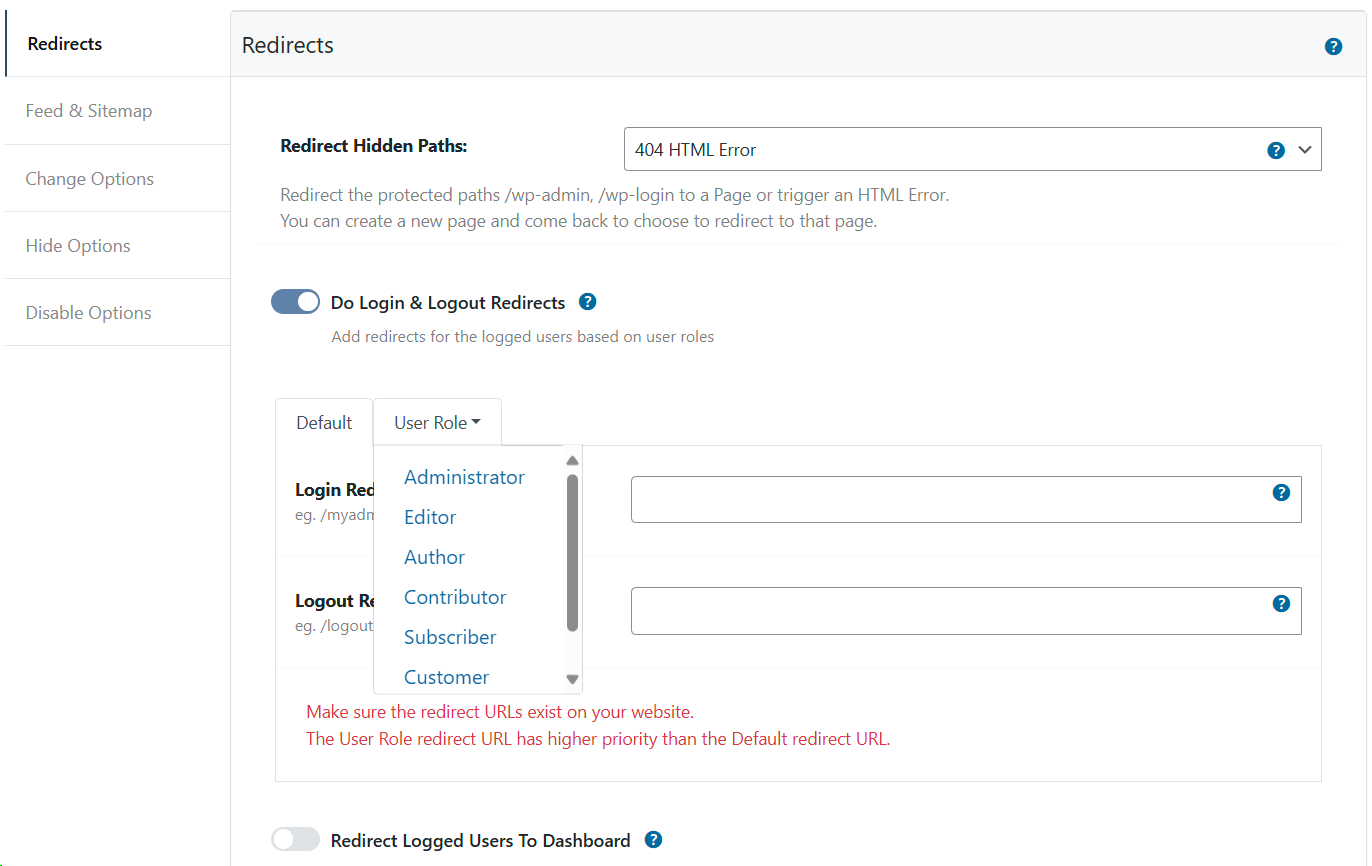 Redirects
Feed & Sitemap
Change Options
Hide Options
Disable Options
Redirects
Redirect Hidden Paths:
404 HTML Error
Redirect the protected paths /wp-admin, /wp-login to a Page or trigger an HTML Error.
You can create a new page and come back to choose to redirect to that page.
Do Login & Logout Redirects
Add redirects for the logged users based on user roles
Default
User Role
Administrator
Editor
Author
Contributor
Subscriber
Customer
Login Red
eg. /myadm
Logout Re
eg. /logout
Make sure the redirect URLs exist on your website.
The User Role redirect URL has higher priority than the Default redirect URL.
Redirect Logged Users To Dashboard